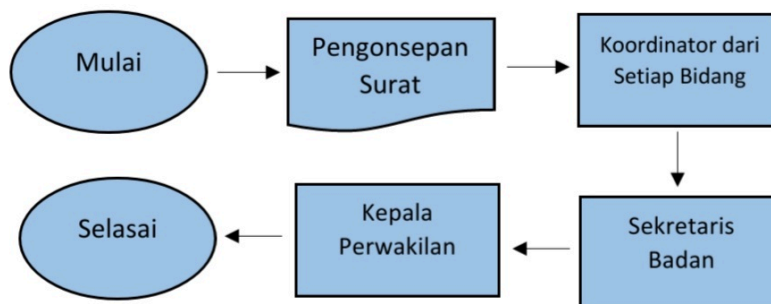 Mulai
Pengonsepan
Surat
Koordinator dari
Setiap Bidang
Sekretaris
Badan
Kepala
Perwakilan
Selasai